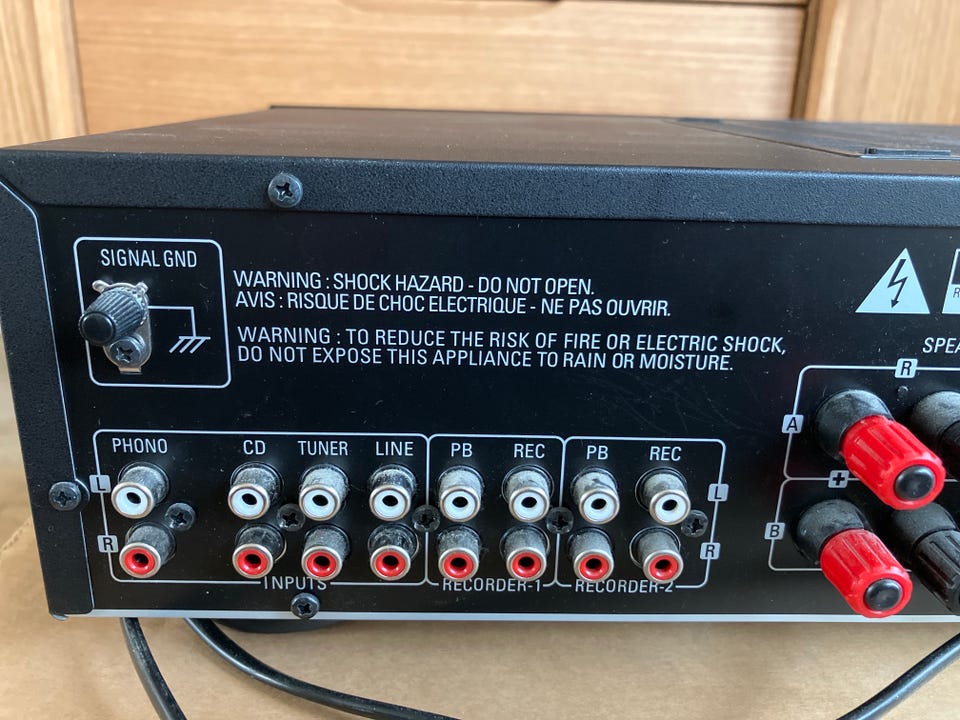 SIGNAL GND
WARNING : SHOCK HAZARD - DO NOT OPEN.
AVIS : RISQUE DE CHOC ELECTRIQUE - NE PAS OUVRIR.
WARNING : TO REDUCE THE RISK OF FIRE OR ELECTRIC SHOCK,
DO NOT EXPOSE THIS APPLIANCE TO RAIN OR MOISTURE.
R
SPEA
R
A
+
B
PHONO CD TUNER LINE PB REC PB REC
L L
R R
INPUTS RECORDER-1 RECORDER-2